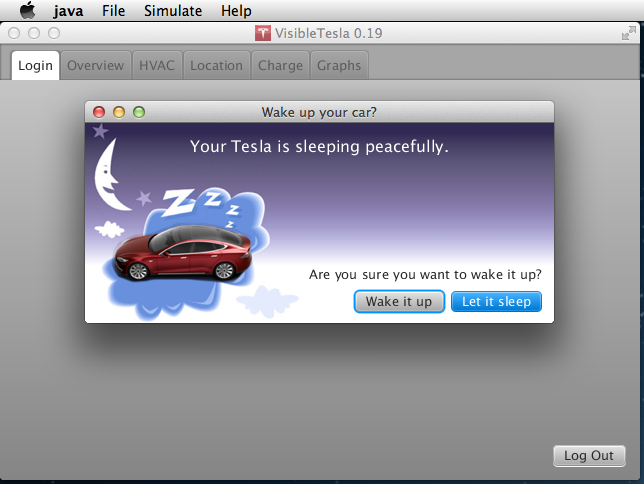 java File Simulate Help
VisibleTesla 0.19
Login Overview HVAC Location Charge Graphs
Wake up your car?
Your Tesla is sleeping peacefully.
Z Z Z Z
Are you sure you want to wake it up?
Wake it up Let it sleep
Log Out